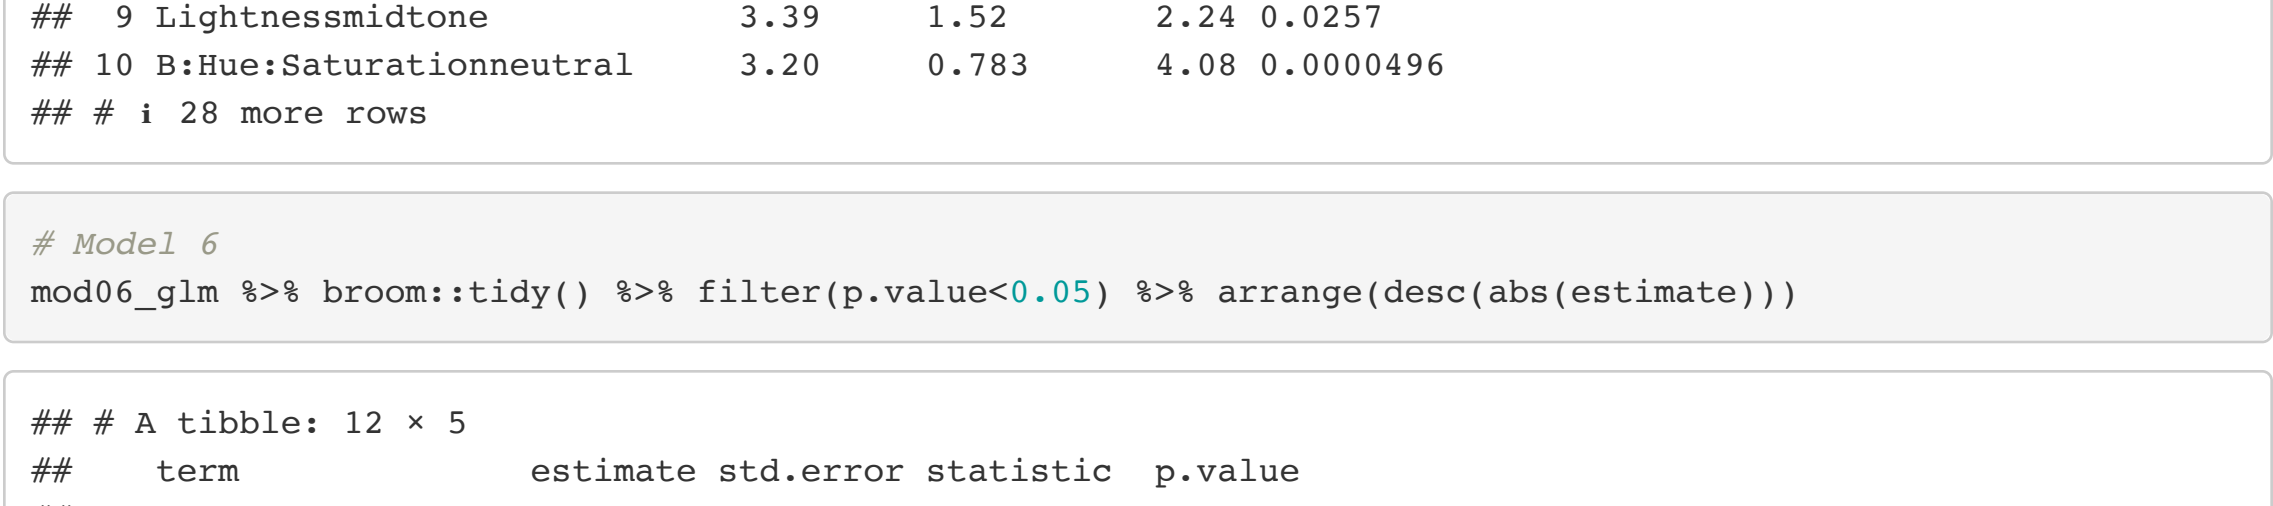 ##  9 Lightnessmidtone            3.39     1.52       2.24 0.0257
## 10 B:Hue:Saturationneutral     3.20     0.783      4.08 0.0000496
## # ℹ 28 more rows
# Model 6
mod06_glm %>% broom::tidy() %>% filter(p.value<0.05) %>% arrange(desc(abs(estimate)))
## # A tibble: 12 × 5
##    term              estimate std.error statistic  p.value